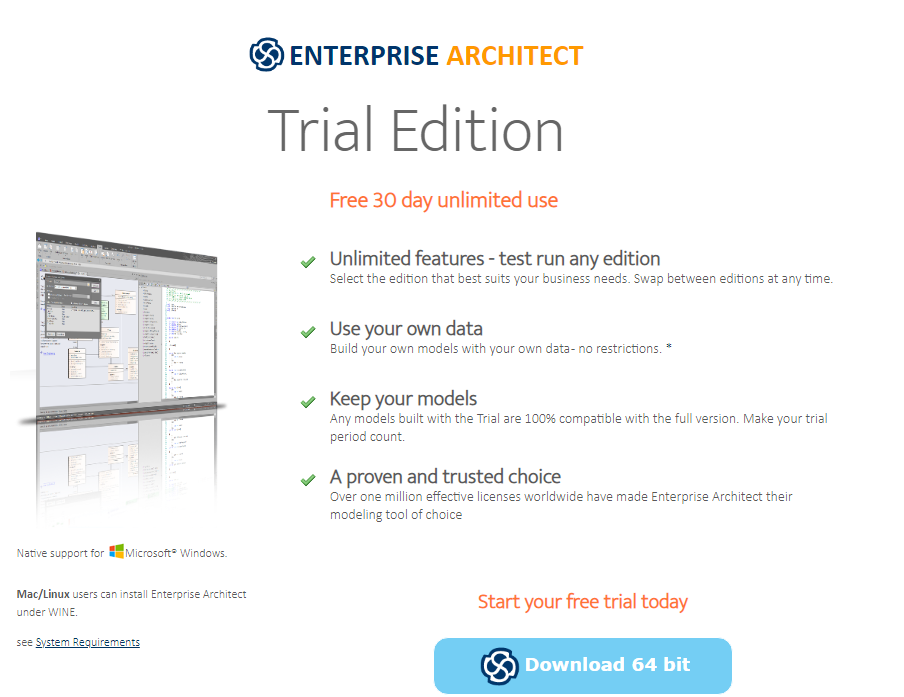 ENTERPRISE ARCHITECT
Trial Edition
Free 30 day unlimited use
Unlimited features - test run any edition
Select the edition that best suits your business needs. Swap between editions at any time.
Use your own data
Build your own models with your own data- no restrictions. *
Keep your models
Any models built with the Trial are 100% compatible with the full version. Make your trial
period count.
A proven and trusted choice
Over one million effective licenses worldwide have made Enterprise Architect their
modeling tool of choice
Native support for Microsoft® Windows.
Mac/Linux users can install Enterprise Architect
under WINE.
see System Requirements
Start your free trial today
Download 64 bit